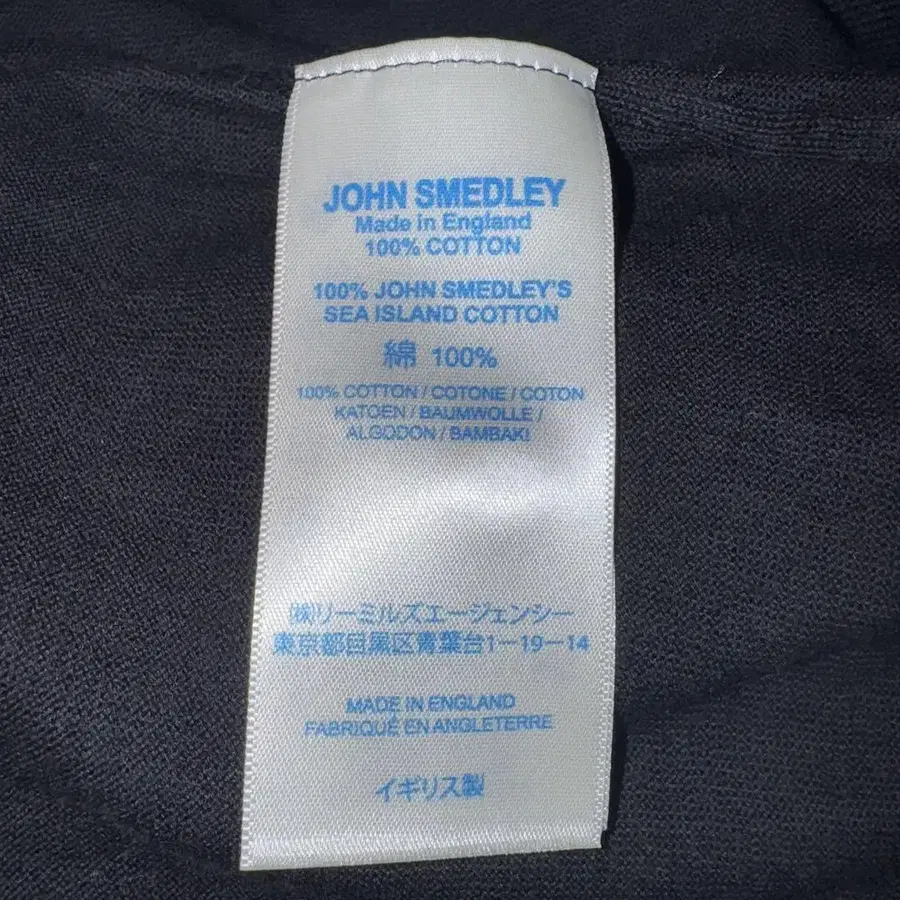 JOHN SMEDLEY
Made in England
100% COTTON
100% JOHN SMEDLEY'S
SEA ISLAND COTTON
綿 100%
100% COTTON / COTONE / COTON
KATOEN / BAUMWOLLE /
ALGODON / BAMBAKI
㈱リーミルズエージェンシー
東京都目黒区青葉台1-19-14
MADE IN ENGLAND
FABRIQUÉ EN ANGLETERRE
イギリス製